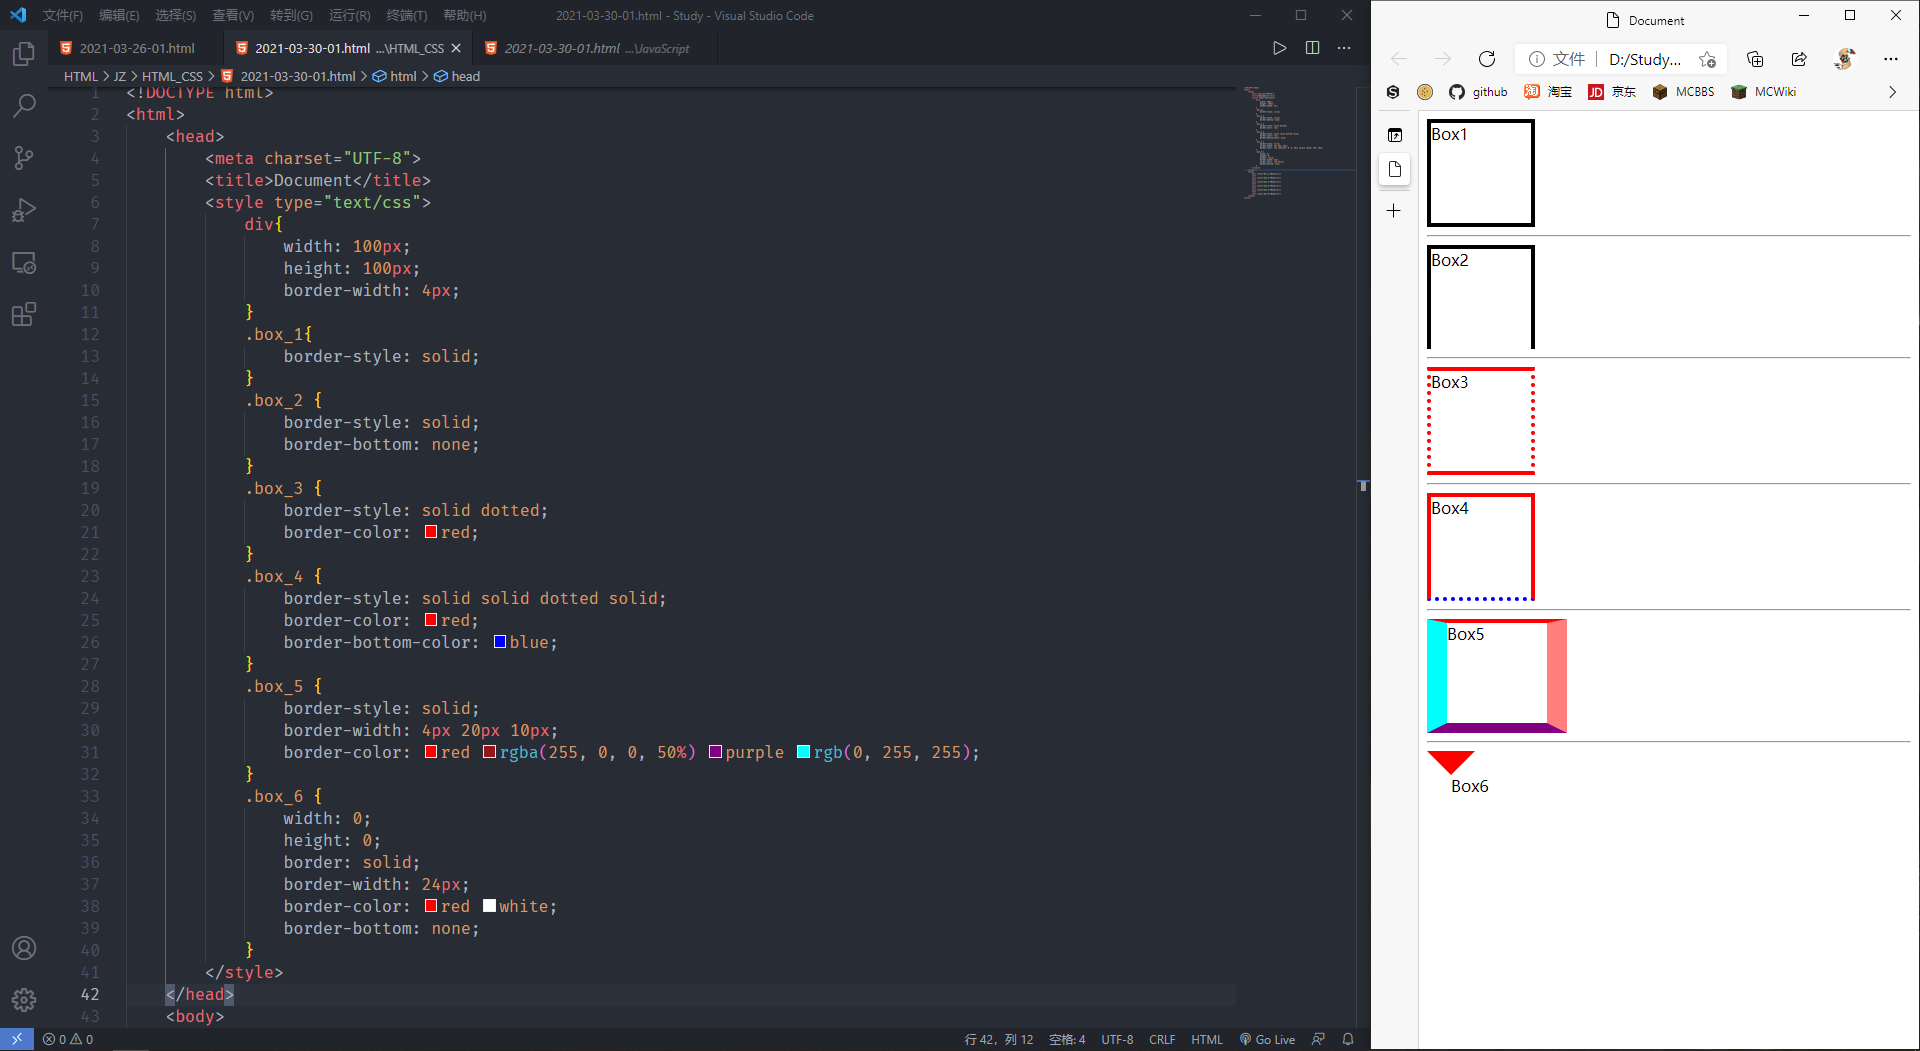 文件(F) 编辑(E) 选择(S) 查看(V) 转到(G) 运行(R) 终端(T) 帮助(H) 2021-03-30-01.html - Study - Visual Studio Code
2021-03-26-01.html 2021-03-30-01.html ...\HTML_CSS 2021-03-30-01.html ...\JavaScript
HTML > JZ > HTML_CSS > 2021-03-30-01.html > html > head
1 <!DOCTYPE html>
2 <html>
3 <head>
4 <meta charset="UTF-8">
5 <title>Document</title>
6 <style type="text/css">
7 div{
8 width: 100px;
9 height: 100px;
10 border-width: 4px;
11 }
12 .box_1{
13 border-style: solid;
14 }
15 .box_2 {
16 border-style: solid;
17 border-bottom: none;
18 }
19 .box_3 {
20 border-style: solid dotted;
21 border-color: red;
22 }
23 .box_4 {
24 border-style: solid solid dotted solid;
25 border-color: red;
26 border-bottom-color: blue;
27 }
28 .box_5 {
29 border-style: solid;
30 border-width: 4px 20px 10px;
31 border-color: red rgba(255, 0, 0, 50%) purple rgb(0, 255, 255);
32 }
33 .box_6 {
34 width: 0;
35 height: 0;
36 border: solid;
37 border-width: 24px;
38 border-color: red white;
39 border-bottom: none;
40 }
41 </style>
42 </head>
43 <body>
0 0 行 42，列 12 空格: 4 UTF-8 CRLF HTML Go Live
Document
文件 D:/Study...
github 淘宝 JD 京东 MCBBS MCWiki
Box1
Box2
Box3
Box4
Box5
Box6